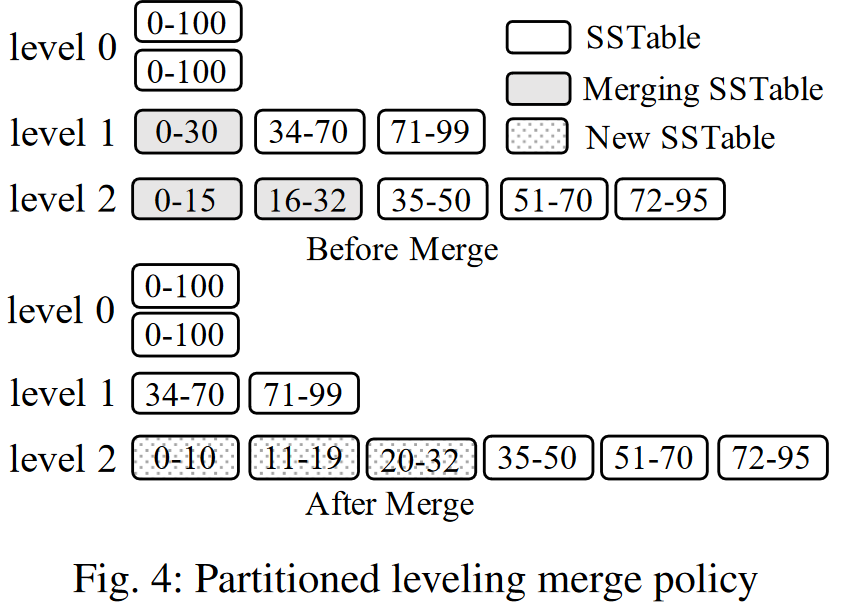 0-100
level 0
0-100
level 1 0-30 34-70 71-99
level 2 0-15 16-32 35-50 51-70 72-95
SSTable
Merging SSTable
New SSTable
Before Merge
0-100
level 0
0-100
level 1 34-70 71-99
level 2 0-10 11-19 20-32 35-50 51-70 72-95
After Merge
Fig. 4: Partitioned leveling merge policy